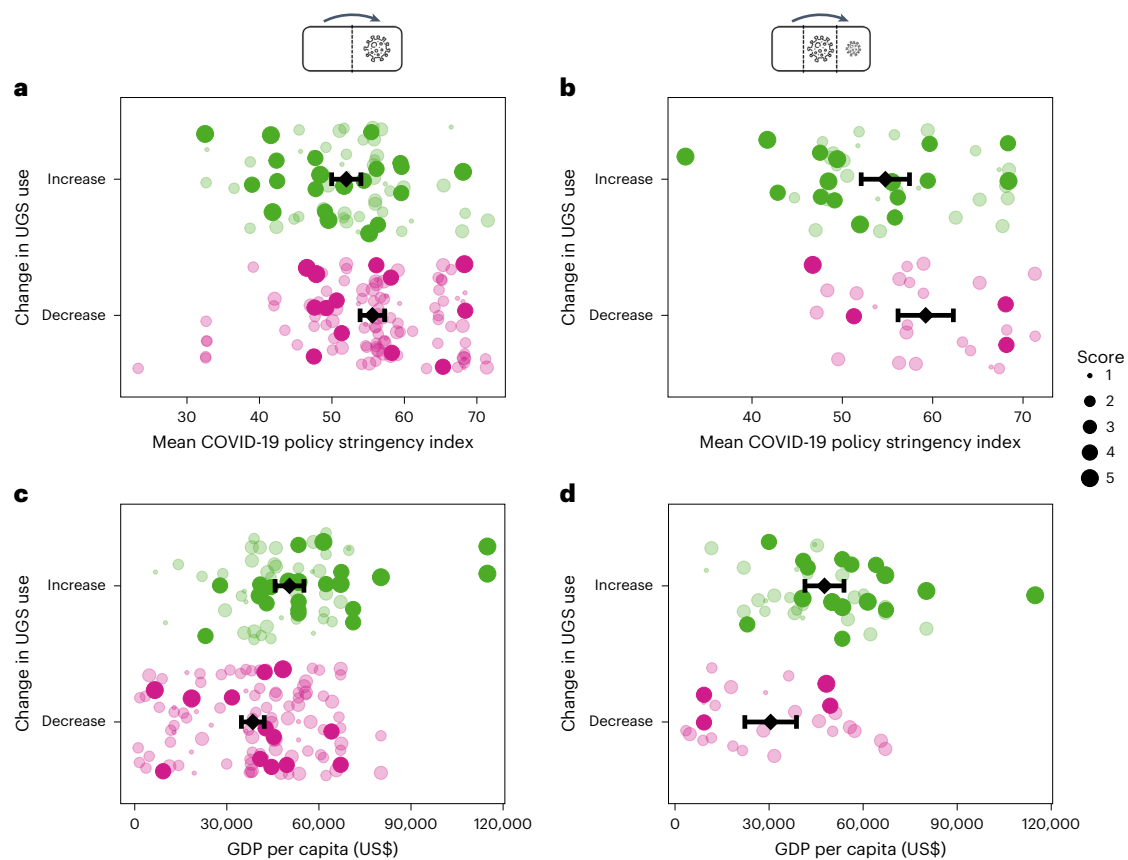 a
Change in UGS use
Increase
Decrease
30 40 50 60 70
Mean COVID-19 policy stringency index
b
Change in UGS use
Increase
Decrease
40 50 60 70
Mean COVID-19 policy stringency index
Score
1
2
3
4
5
c
Change in UGS use
Increase
Decrease
0 30,000 60,000 90,000 120,000
GDP per capita (US$)
d
Change in UGS use
Increase
Decrease
0 30,000 60,000 90,000 120,000
GDP per capita (US$)